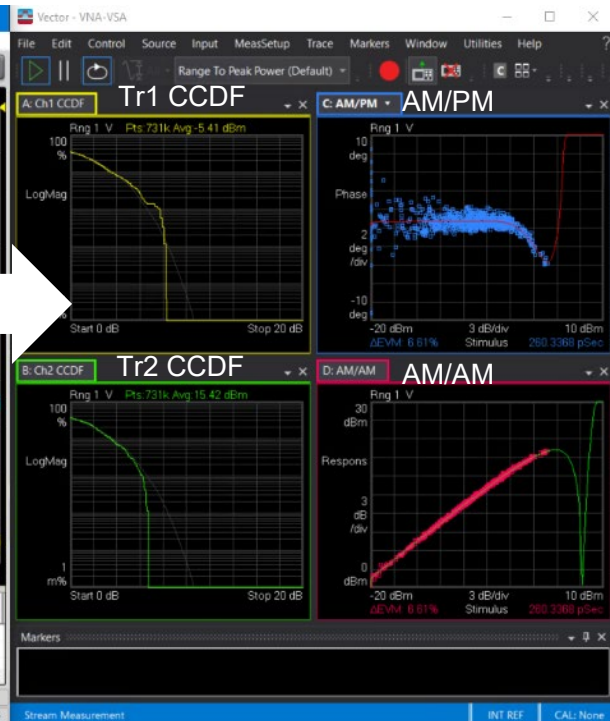 Vector - VNA-VSA
File Edit Control Source Input MeasSetup Trace Markers Window Utilities Help
Range To Peak Power (Default)
A: Ch1 CCDF
Tr1 CCDF
Rng 1 V Pts:731k Avg:-5.41 dBm
100
%
LogMag
%
Start 0 dB
Stop 20 dB
C: AM/PM
AM/PM
Rng 1 V
10
deg
Phase
2
deg
/div
-10
deg
-20 dBm
3 dB/div
10 dBm
ΔEVM: 6.61%
Stimulus
260.3368 pSec
B: Ch2 CCDF
Tr2 CCDF
Rng 1 V Pts:731k Avg:15.42 dBm
100
%
LogMag
1
m%
Start 0 dB
Stop 20 dB
D: AM/AM
AM/AM
Rng 1 V
30
dBm
Respons
3
dB
/div
0
dBm
-20 dBm
3 dB/div
10 dBm
ΔEVM: 6.61%
Stimulus
260.3368 pSec
Markers
Stream Measurement
INT REF
CAL: None